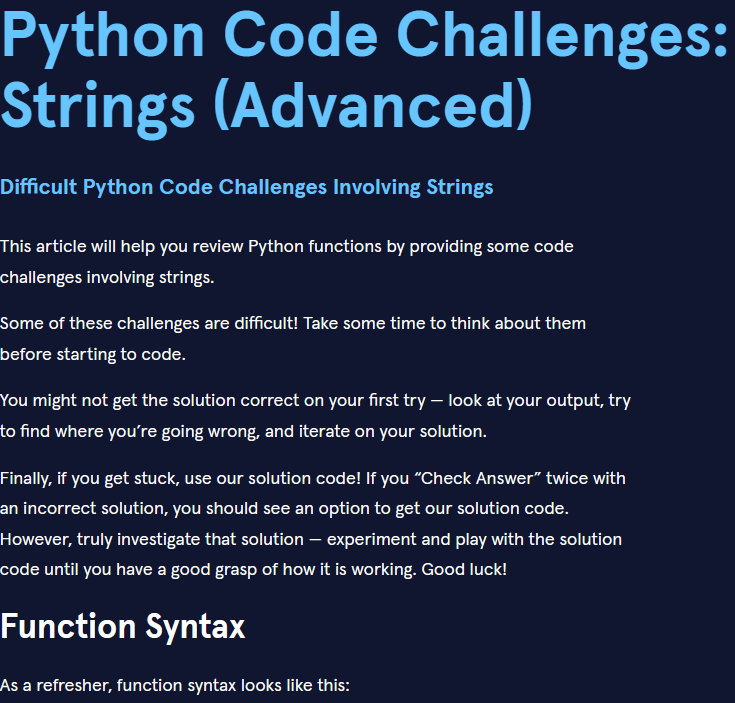 Python Code Challenges:
Strings (Advanced)
Difficult Python Code Challenges Involving Strings
This article will help you review Python functions by providing some code
challenges involving strings.
Some of these challenges are difficult! Take some time to think about them
before starting to code.
You might not get the solution correct on your first try — look at your output, try
to find where you’re going wrong, and iterate on your solution.
Finally, if you get stuck, use our solution code! If you “Check Answer” twice with
an incorrect solution, you should see an option to get our solution code.
However, truly investigate that solution — experiment and play with the solution
code until you have a good grasp of how it is working. Good luck!
Function Syntax
As a refresher, function syntax looks like this: